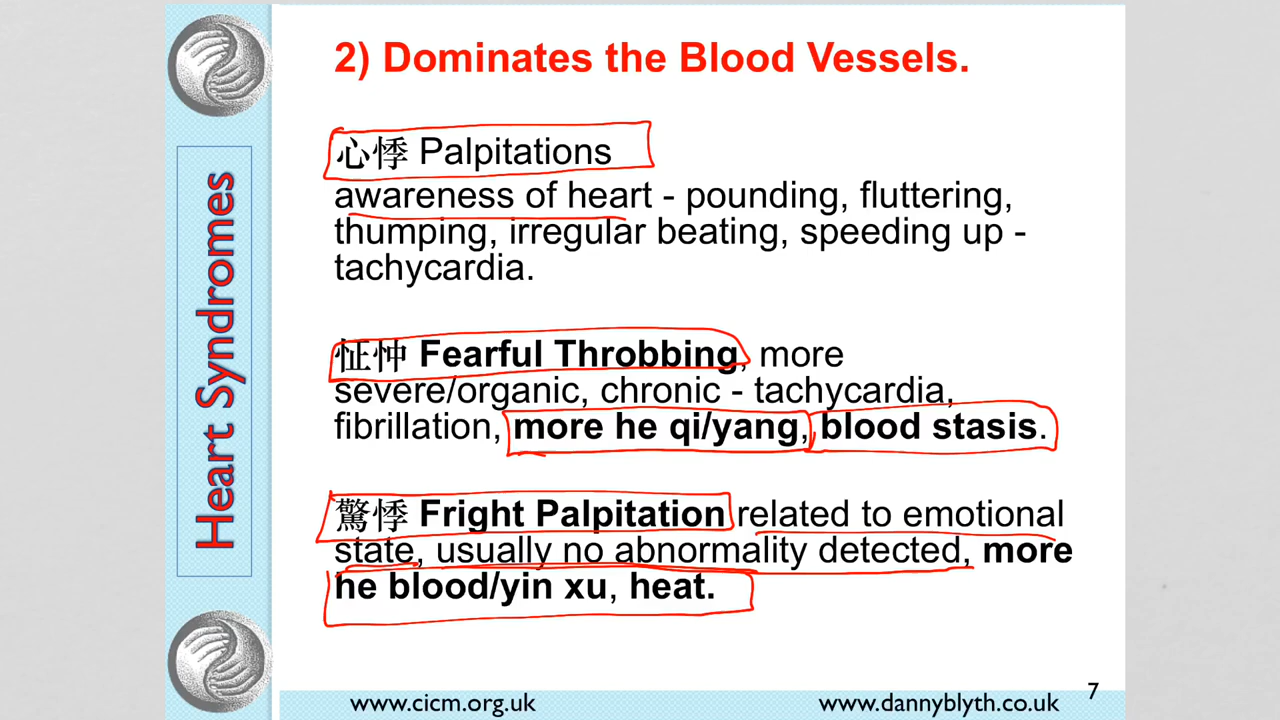 2) Dominates the Blood Vessels.
心悸 Palpitations
awareness of heart - pounding, fluttering,
thumping, irregular beating, speeding up -
tachycardia.
怔忡 Fearful Throbbing, more
severe/organic, chronic - tachycardia,
fibrillation, more he qi/yang, blood stasis.
驚悸 Fright Palpitation related to emotional
state, usually no abnormality detected, more
he blood/yin xu, heat.
Heart Syndromes
www.cicm.org.uk
www.dannyblyth.co.uk
7